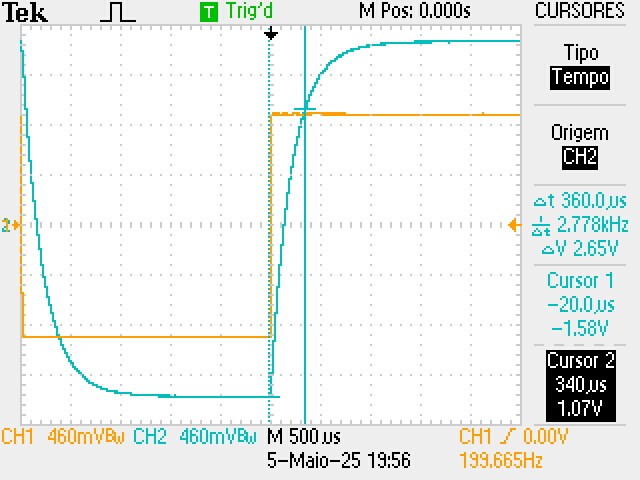 Tek T Trig'd M Pos: 0.000s CURSORES
Tipo
Tempo
Origem
CH2
Δt 360.0µs
1/Δt 2.778kHz
ΔV 2.65V
Cursor 1
-20.0µs
-1.58V
Cursor 2
340µs
1.07V
2
CH1 460mVBw CH2 460mVBw M 500µs CH1 0.00V
5-Maio-25 19:56 199.665Hz